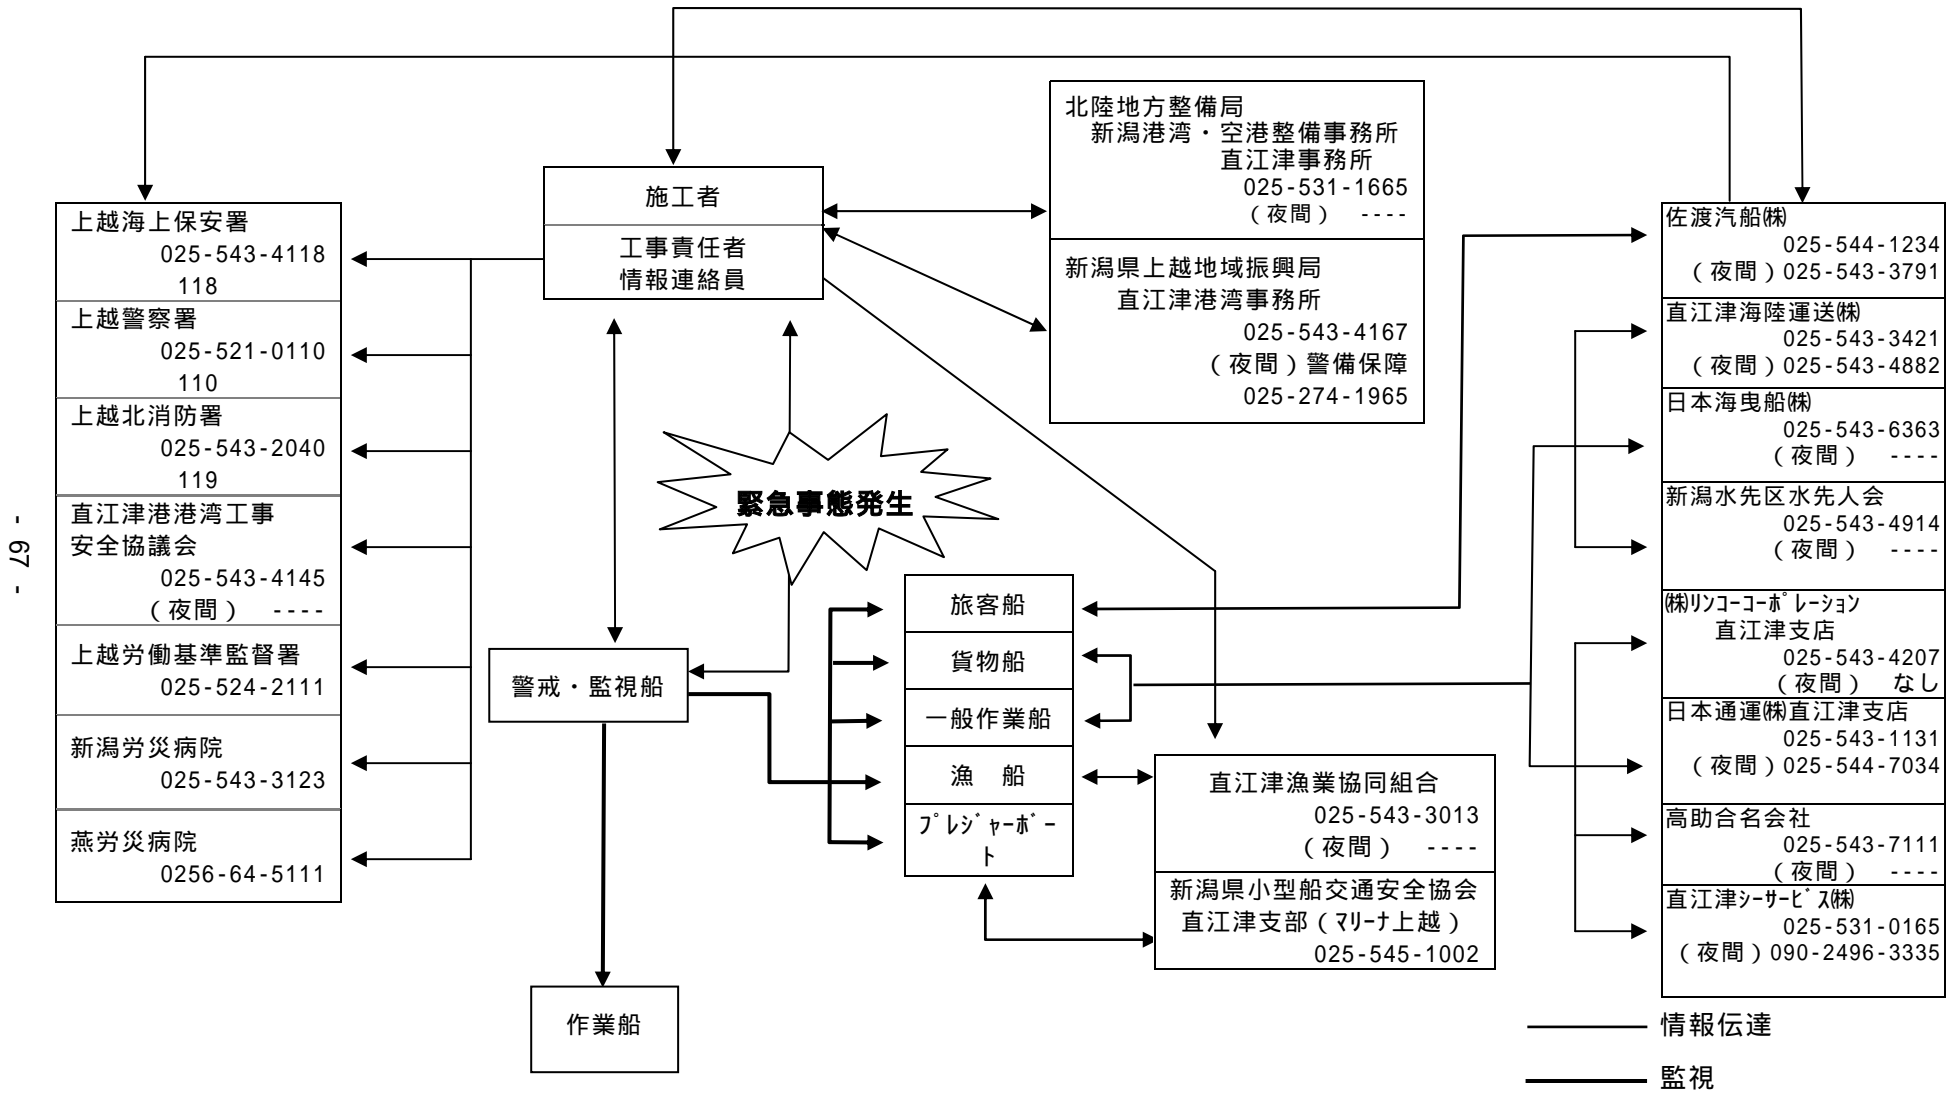 北陸地方整備局
新潟港湾・空港整備事務所
直江津事務所
025-531-1665
(夜間) ----
新潟県上越地域振興局
直江津港湾事務所
025-543-4167
(夜間)警備保障
025-274-1965
施工者
工事責任者
情報連絡員
上越海上保安署
025-543-4118
118
上越警察署
025-521-0110
110
上越北消防署
025-543-2040
119
直江津港港湾工事
安全協議会
025-543-4145
(夜間) ----
上越労働基準監督署
025-524-2111
新潟労災病院
025-543-3123
燕労災病院
0256-64-5111
緊急事態発生
警戒・監視船
作業船
旅客船
貨物船
一般作業船
漁 船
プレジャーボー
ト
直江津漁業協同組合
025-543-3013
(夜間) ----
新潟県小型船交通安全協会
直江津支部(マリーナ上越)
025-545-1002
佐渡汽船㈱
025-544-1234
(夜間)025-543-3791
直江津海陸運送㈱
025-543-3421
(夜間)025-543-4882
日本海曳船㈱
025-543-6363
(夜間) ----
新潟水先区水先人会
025-543-4914
(夜間) ----
㈱リンコーコーポレーション
直江津支店
025-543-4207
(夜間) なし
日本通運㈱直江津支店
025-543-1131
(夜間)025-544-7034
高助合名会社
025-543-7111
(夜間) ----
直江津シーサービス㈱
025-531-0165
(夜間)090-2496-3335
情報伝達
監視
- 67 -